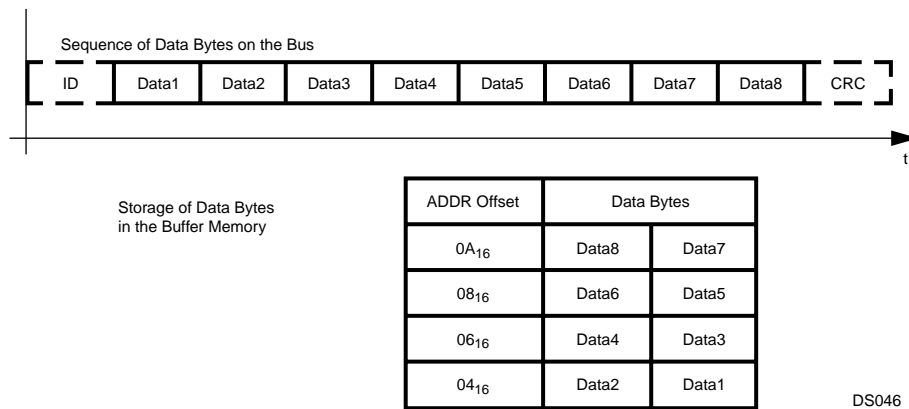 Sequence of Data Bytes on the Bus
ID Data1 Data2 Data3 Data4 Data5 Data6 Data7 Data8 CRC
t
Storage of Data Bytes
in the Buffer Memory
ADDR Offset Data Bytes
0A16 Data8 Data7
0816 Data6 Data5
0616 Data4 Data3
0416 Data2 Data1
DS046